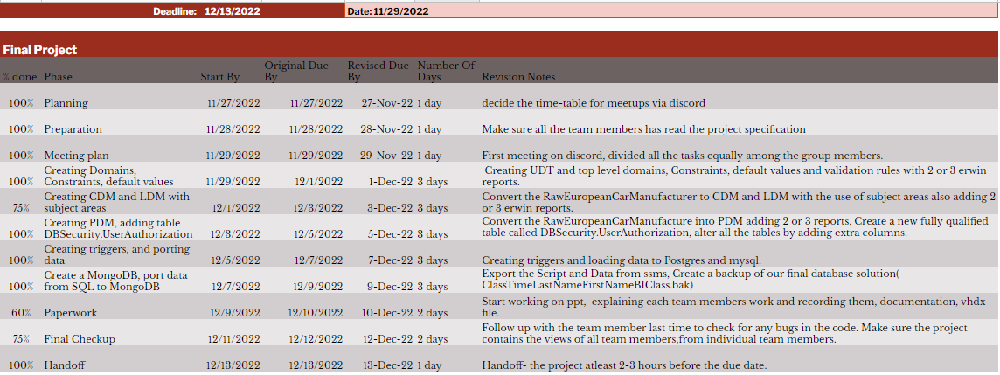 Deadline: 12/13/2022 Date: 11/29/2022
Final Project
% done Phase Start By Original Due By Revised Due By Number Of Days Revision Notes
100% Planning 11/27/2022 11/27/2022 27-Nov-22 1 day decide the time-table for meetups via discord
100% Preparation 11/28/2022 11/28/2022 28-Nov-22 1 day Make sure all the team members has read the project specification
100% Meeting plan 11/29/2022 11/29/2022 29-Nov-22 1 day First meeting on discord, divided all the tasks equally among the group members.
100% Creating Domains, Constraints, default values 11/29/2022 12/1/2022 1-Dec-22 3 days Creating UDT and top level domains, Constraints, default values and validation rules with 2 or 3 erwin reports.
75% Creating CDM and LDM with subject areas 12/1/2022 12/3/2022 3-Dec-22 3 days Convert the RawEuropeanCarManufacturer to CDM and LDM with the use of subject areas also adding 2 or 3 erwin reports.
100% Creating PDM, adding table DBSecurity.UserAuthorization 12/3/2022 12/5/2022 5-Dec-22 3 days Convert the RawEuropeanCarManufacturer into PDM adding 2 or 3 reports, Create a new fully qualified table called DBSecurity.UserAuthorization, alter all the tables by adding extra columns.
100% Creating triggers, and porting data 12/5/2022 12/7/2022 7-Dec-22 3 days Creating triggers and loading data to Postgres and mysql.
100% Create a MongoDB, port data from SQL to MongoDB 12/7/2022 12/9/2022 9-Dec-22 3 days Export the Script and Data from ssms, Create a backup of our final database solution( ClassTimeLastNameFirstNameBIClass.bak)
60% Paperwork 12/9/2022 12/10/2022 10-Dec-22 2 days Start working on ppt, explaining each team members work and recording them, documentation, vhdx file.
75% Final Checkup 12/11/2022 12/12/2022 12-Dec-22 2 days Follow up with the team member last time to check for any bugs in the code. Make sure the project contains the views of all team members,from individual team members.
100% Handoff 12/13/2022 12/13/2022 13-Dec-22 1 day Handoff- the project atleast 2-3 hours before the due date.